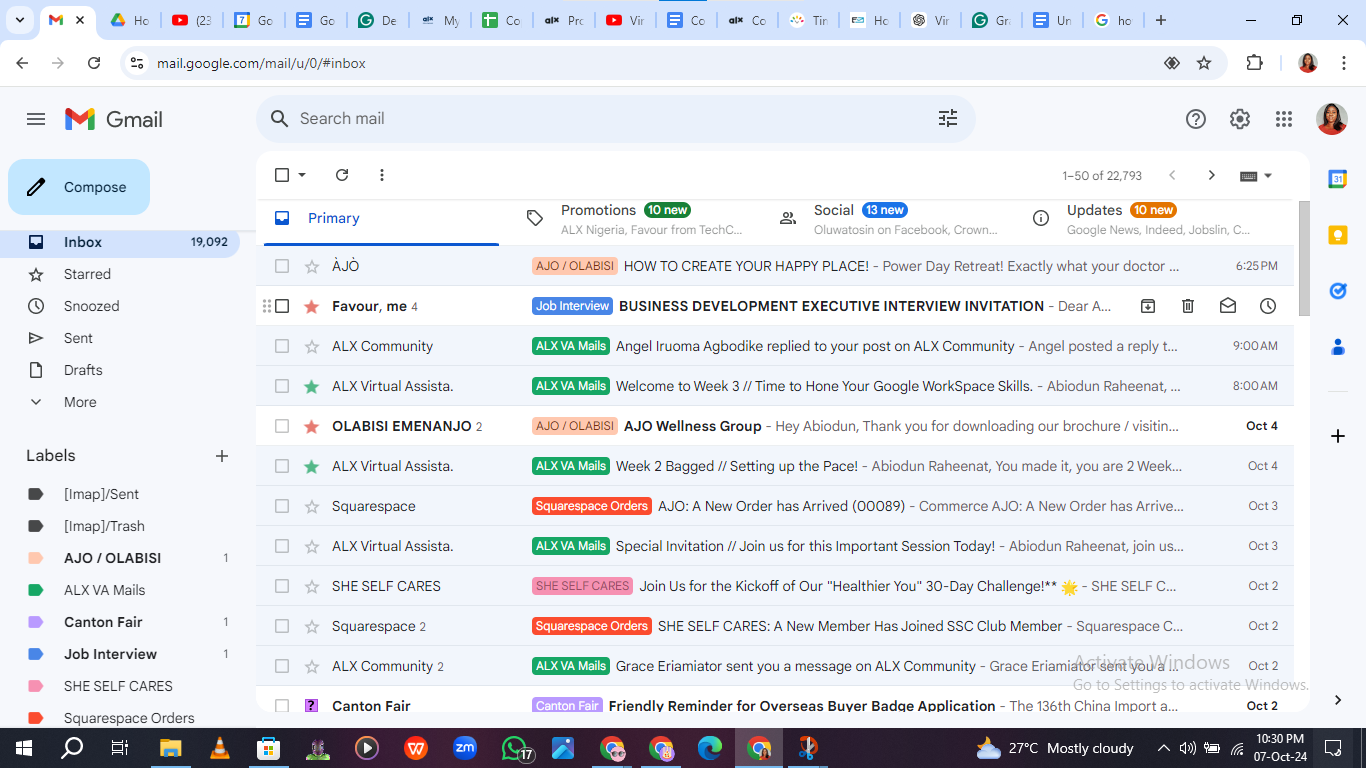 Ho
(23
Go
Go
De
alx My
Co
alx Pro
Vir
Co
alx Co
Tin
Ho
Vir
Gra
Un
ho
mail.google.com/mail/u/0/#inbox
Gmail
Search mail
Compose
1–50 of 22,793
Inbox 19,092
Starred
Snoozed
Sent
Drafts
More
Labels
[Imap]/Sent
[Imap]/Trash
AJO / OLABISI 1
ALX VA Mails
Canton Fair 1
Job Interview 1
SHE SELF CARES
Squarespace Orders
Primary
Promotions 10 new
ALX Nigeria, Favour from TechC...
Social 13 new
Oluwatosin on Facebook, Crown...
Updates 10 new
Google News, Indeed, Jobslin, C...
ÀJÒ AJO / OLABISI HOW TO CREATE YOUR HAPPY PLACE! - Power Day Retreat! Exactly what your doctor ... 6:25 PM
Favour, me 4 Job Interview BUSINESS DEVELOPMENT EXECUTIVE INTERVIEW INVITATION - Dear A...
ALX Community ALX VA Mails Angel Iruoma Agbodike replied to your post on ALX Community - Angel posted a reply t... 9:00 AM
ALX Virtual Assista. ALX VA Mails Welcome to Week 3 // Time to Hone Your Google WorkSpace Skills. - Abiodun Raheenat, ... 8:00 AM
OLABISI EMENANJO 2 AJO / OLABISI AJO Wellness Group - Hey Abiodun, Thank you for downloading our brochure / visitin... Oct 4
ALX Virtual Assista. ALX VA Mails Week 2 Bagged // Setting up the Pace! - Abiodun Raheenat, You made it, you are 2 Week... Oct 4
Squarespace Squarespace Orders AJO: A New Order has Arrived (00089) - Commerce AJO: A New Order has Arrive... Oct 3
ALX Virtual Assista. ALX VA Mails Special Invitation // Join us for this Important Session Today! - Abiodun Raheenat, join us... Oct 3
SHE SELF CARES SHE SELF CARES Join Us for the Kickoff of Our "Healthier You" 30-Day Challenge!** 🌟 - SHE SELF C... Oct 2
Squarespace 2 Squarespace Orders SHE SELF CARES: A New Member Has Joined SSC Club Member - Squarespace C... Oct 2
ALX Community 2 ALX VA Mails Grace Eriamiator sent you a message on ALX Community - Grace Eriamiator sent you a ... Oct 2
Canton Fair Canton Fair Friendly Reminder for Overseas Buyer Badge Application - The 136th China Import a... Oct 2
Activate Windows
Go to Settings to activate Windows.
31
zm
17
27°C Mostly cloudy
10:30 PM
07-Oct-24